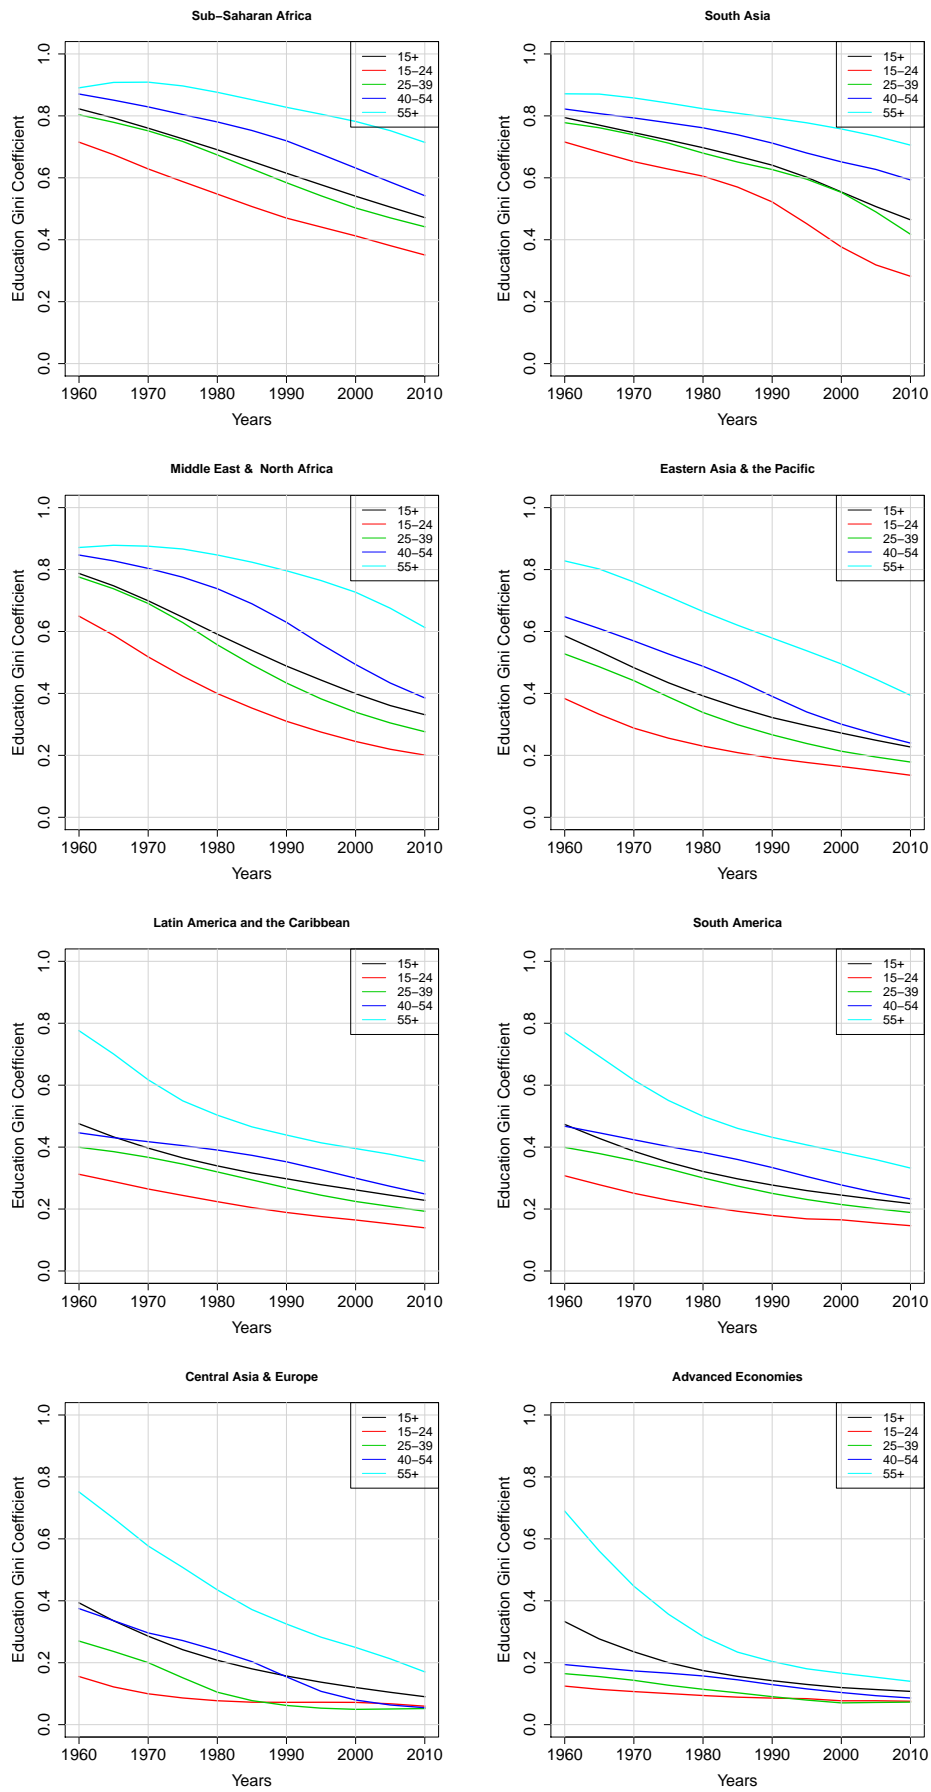 Sub−Saharan Africa
Education Gini Coefficient
1.0
0.8
0.6
0.4
0.2
0.0
15+
15−24
25−39
40−54
55+
1960 1970 1980 1990 2000 2010
Years
South Asia
Education Gini Coefficient
1.0
0.8
0.6
0.4
0.2
0.0
15+
15−24
25−39
40−54
55+
1960 1970 1980 1990 2000 2010
Years
Middle East & North Africa
Education Gini Coefficient
1.0
0.8
0.6
0.4
0.2
0.0
15+
15−24
25−39
40−54
55+
1960 1970 1980 1990 2000 2010
Years
Eastern Asia & the Pacific
Education Gini Coefficient
1.0
0.8
0.6
0.4
0.2
0.0
15+
15−24
25−39
40−54
55+
1960 1970 1980 1990 2000 2010
Years
Latin America and the Caribbean
Education Gini Coefficient
1.0
0.8
0.6
0.4
0.2
0.0
15+
15−24
25−39
40−54
55+
1960 1970 1980 1990 2000 2010
Years
South America
Education Gini Coefficient
1.0
0.8
0.6
0.4
0.2
0.0
15+
15−24
25−39
40−54
55+
1960 1970 1980 1990 2000 2010
Years
Central Asia & Europe
Education Gini Coefficient
1.0
0.8
0.6
0.4
0.2
0.0
15+
15−24
25−39
40−54
55+
1960 1970 1980 1990 2000 2010
Years
Advanced Economies
Education Gini Coefficient
1.0
0.8
0.6
0.4
0.2
0.0
15+
15−24
25−39
40−54
55+
1960 1970 1980 1990 2000 2010
Years